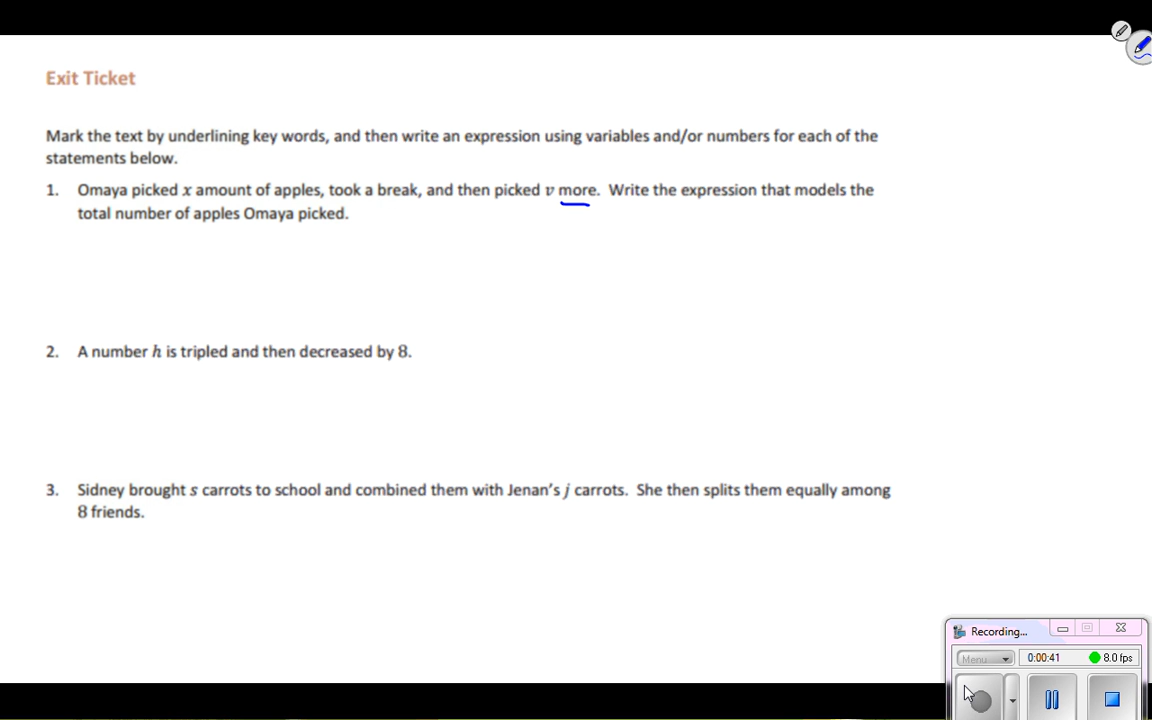 Exit Ticket
Mark the text by underlining key words, and then write an expression using variables and/or numbers for each of the
statements below.
1. Omaya picked x amount of apples, took a break, and then picked v more. Write the expression that models the
total number of apples Omaya picked.
2. A number h is tripled and then decreased by 8.
3. Sidney brought s carrots to school and combined them with Jenan's j carrots. She then splits them equally among
8 friends.
Recording...
Menu 0:00:41 8.0 fps